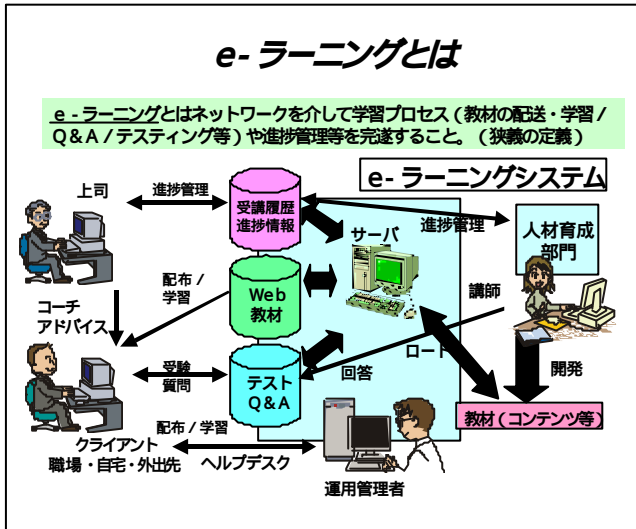 e-ラーニングとは
e-ラーニングとはネットワークを介して学習プロセス(教材の配送・学習/
Q&A/テスティング等)や進捗管理等を完遂すること。(狭義の定義)
e-ラーニングシステム
上司
進捗管理
受講履歴
進捗情報
サーバ
進捗管理
人材育成
部門
配布/
学習
Web
教材
講師
コーチ
アドバイス
受験
質問
テスト
Q&A
回答
ロード
開発
教材(コンテンツ等)
配布/学習
クライアント
職場・自宅・外出先
ヘルプデスク
運用管理者